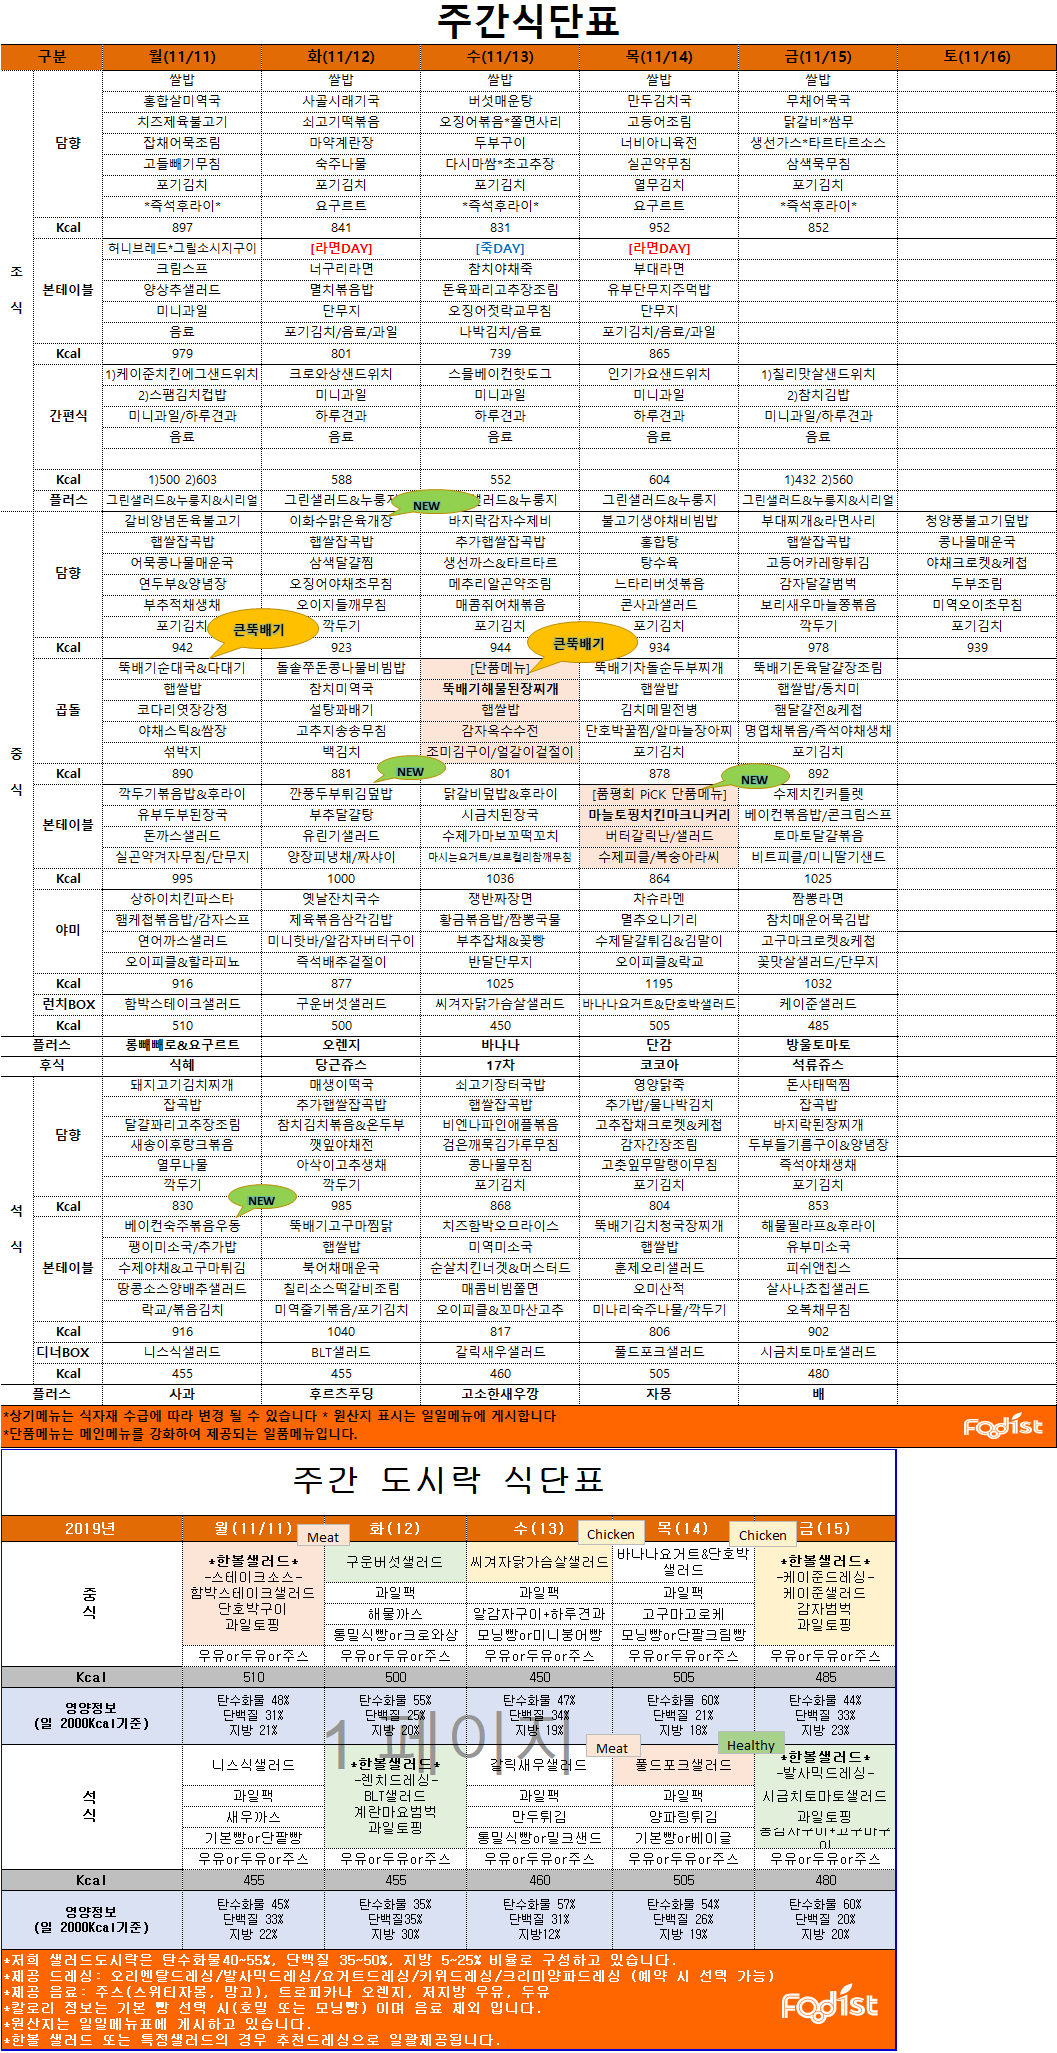 주간식단표
구분 월(11/11) 화(11/12) 수(11/13) 목(11/14) 금(11/15) 토(11/16)
조식
담향
쌀밥 쌀밥 쌀밥 쌀밥 쌀밥
홍합살미역국 사골시래기국 버섯매운탕 만두김치국 무채어묵국
치즈제육불고기 쇠고기떡볶음 오징어볶음*쫄면사리 고등어조림 닭갈비*쌈무
잡채어묵조림 마약계란장 두부구이 너비아니육전 생선가스*타르타르소스
고들빼기무침 숙주나물 다시마쌈*초고추장 실곤약무침 삼색묵무침
포기김치 포기김치 포기김치 열무김치 포기김치
*즉석후라이* 요구르트 *즉석후라이* 요구르트 *즉석후라이*
Kcal 897 841 831 952 852
본테이블
허니브레드*그릴소시지구이 [라면DAY] [죽DAY] [라면DAY]
크림스프 너구리라면 참치야채죽 부대라면
양상추샐러드 멸치볶음밥 돈육꽈리고추장조림 유부단무지주먹밥
미니과일 단무지 오징어젓락교무침 단무지
음료 포기김치/음료/과일 나박김치/음료 포기김치/음료/과일
Kcal 979 801 739 865
간편식
1)케이준치킨에그샌드위치 크로와상샌드위치 스믈베이컨핫도그 인기가요샌드위치 1)칠리맛살샌드위치
2)스팸김치컵밥 미니과일 미니과일 미니과일 2)참치김밥
미니과일/하루견과 하루견과 하루견과 하루견과 미니과일/하루견과
음료 음료 음료 음료 음료
Kcal 1)500 2)603 588 552 604 1)432 2)560
플러스 그린샐러드&누룽지&시리얼 그린샐러드&누룽지 샐러드&누룽지 그린샐러드&누룽지 그린샐러드&누룽지&시리얼
NEW
중식
담향
갈비양념돈육불고기 이화수맑은육개장 바지락감자수제비 불고기생야채비빔밥 부대찌개&라면사리 청양풍불고기덮밥
햅쌀잡곡밥 햅쌀잡곡밥 추가햅쌀잡곡밥 홍합탕 햅쌀잡곡밥 콩나물매운국
어묵콩나물매운국 삼색달걀찜 생선까스&타르타르 탕수육 고등어카레향튀김 야채크로켓&케첩
연두부&양념장 오징어야채초무침 메추리알곤약조림 느타리버섯볶음 감자달걀범벅 두부조림
부추적채생채 오이지들깨무침 매콤쥐어채볶음 콘사과샐러드 보리새우마늘쫑볶음 미역오이초무침
포기김치 깍두기 포기김치 포기김치 깍두기 포기김치
큰뚝배기
큰뚝배기
Kcal 942 923 944 934 978 939
곱돌
뚝배기순대국&다대기 돌솥쭈돈콩나물비빔밥 [단품메뉴] 뚝배기차돌순두부찌개 뚝배기돈육달걀장조림
햅쌀밥 참치미역국 뚝배기해물된장찌개 햅쌀밥 햅쌀밥/동치미
코다리엿장강정 설탕꽈배기 햅쌀밥 김치메밀전병 햄달걀전&케첩
야채스틱&쌈장 고추지송송무침 감자옥수수전 단호박꿀찜/알마늘장아찌 명엽채볶음/즉석야채생채
섞박지 백김치 조미김구이/얼갈이겉절이 포기김치 포기김치
Kcal 890 881 801 878 892
NEW
NEW
본테이블
깍두기볶음밥&후라이 깐풍두부튀김덮밥 닭갈비덮밥&후라이 [품평회 PiCK 단품메뉴] 수제치킨커틀렛
유부두부된장국 부추달걀탕 시금치된장국 마늘토핑치킨마크니커리 베이컨볶음밥/콘크림스프
돈까스샐러드 유린기샐러드 수제가마보꼬떡꼬치 버터갈릭난/샐러드 토마토달걀볶음
실곤약겨자무침/단무지 양장피냉채/짜샤이 마시는요거트/브로컬리참깨무침 수제피클/복숭아라씨 비트피클/미니딸기샌드
Kcal 995 1000 1036 864 1025
야미
상하이치킨파스타 옛날잔치국수 쟁반짜장면 차슈라멘 짬뽕라면
햄케첩볶음밥/감자스프 제육볶음삼각김밥 황금볶음밥/짬뽕국물 멸추오니기리 참치매운어묵김밥
연어까스샐러드 미니핫바/알감자버터구이 부추잡채&꽃빵 수제달걀튀김&김말이 고구마크로켓&케첩
오이피클&할라피뇨 즉석배추겉절이 반달단무지 오이피클&락교 꽃맛살샐러드/단무지
Kcal 916 877 1025 1195 1032
런치BOX 함박스테이크샐러드 구운버섯샐러드 씨겨자닭가슴살샐러드 바나나요거트&단호박샐러드 케이준샐러드
Kcal 510 500 450 505 485
플러스 롱빼빼로&요구르트 오렌지 바나나 단감 방울토마토
후식 식혜 당근쥬스 17차 코코아 석류쥬스
석식
담향
돼지고기김치찌개 매생이떡국 쇠고기장터국밥 영양닭죽 돈사태떡찜
잡곡밥 추가햅쌀잡곡밥 햅쌀밥 추가밥/물나박김치 잡곡밥
달걀꽈리고추장조림 참치김치볶음&온두부 비엔나파인애플볶음 고추잡채크로켓&케첩 바지락된장찌개
새송이후랑크볶음 깻잎야채전 검은깨묵김가루무침 감자간장조림 두부들기름구이&양념장
열무나물 아삭이고추생채 콩나물무침 고춧잎무말랭이무침 즉석야채생채
깍두기 깍두기 포기김치 포기김치 포기김치
Kcal 830 985 868 804 853
NEW
본테이블
베이컨숙주볶음우동 뚝배기고구마찜닭 치즈함박오므라이스 뚝배기김치청국장찌개 해물필라프&후라이
팽이미소국/추가밥 햅쌀밥 미역미소국 햅쌀밥 유부미소국
수제야채&고구마튀김 북어채매운국 순살치킨너겟&머스터드 훈제오리샐러드 피쉬앤칩스
땅콩소스양배추샐러드 칠리소스떡갈비조림 매콤비빔쫄면 오미산적 살사나쵸칩샐러드
락교/볶음김치 미역줄기볶음/포기김치 오이피클&꼬마산고추 미나리숙주나물/깍두기 오복채무침
Kcal 916 1040 817 806 902
디너BOX 니스식샐러드 BLT샐러드 갈릭새우샐러드 풀드포크샐러드 시금치토마토샐러드
Kcal 455 455 460 505 480
플러스 사과 후르츠푸딩 고소한새우깡 자몽 배
*상기메뉴는 식자재 수급에 따라 변경 될 수 있습니다 * 원산지 표시는 일일메뉴에 게시합니다
*단품메뉴는 메인메뉴를 강화하여 제공되는 일품메뉴입니다.
Fodist
주간 도시락 식단표
2019년 월(11/11) 화(12) 수(13) 목(14) 금(15)
Meat
Chicken
Chicken
중식
*한볼샐러드* 구운버섯샐러드 씨겨자닭가슴살샐러드 바나나요거트&단호박샐러드 *한볼샐러드*
-스테이크소스- -케이준드레싱-
함박스테이크샐러드 과일팩 과일팩 과일팩 케이준샐러드
단호박구이 해물까스 알감자구이+하루견과 고구마고로케 감자범벅
과일토핑 통밀식빵or크로와상 모닝빵or미니붕어빵 모닝빵or단팥크림빵 과일토핑
우유or두유or주스 우유or두유or주스 우유or두유or주스 우유or두유or주스 우유or두유or주스
Kcal 510 500 450 505 485
영양정보
(일 2000Kcal기준)
탄수화물 48% 탄수화물 55% 탄수화물 47% 탄수화물 60% 탄수화물 44%
단백질 31% 단백질 25% 단백질 34% 단백질 21% 단백질 33%
지방 21% 지방 20% 지방 19% 지방 18% 지방 23%
1 페이지
Meat
Healthy
석식
니스식샐러드 *한볼샐러드* 갈릭새우샐러드 풀드포크샐러드 *한볼샐러드*
-렌치드레싱- -발사믹드레싱-
과일팩 BLT샐러드 과일팩 과일팩 시금치토마토샐러드
새우까스 계란마요범벅 만두튀김 양파링튀김 과일토핑
기본빵or단팥빵 과일토핑 통밀식빵or밀크샌드 기본빵or베이글
우유or두유or주스 우유or두유or주스 우유or두유or주스 우유or두유or주스 우유or두유or주스
Kcal 455 455 460 505 480
영양정보
(일 2000Kcal기준)
탄수화물 45% 탄수화물 35% 탄수화물 57% 탄수화물 54% 탄수화물 60%
단백질 33% 단백질35% 단백질 31% 단백질 26% 단백질 20%
지방 22% 지방 30% 지방12% 지방 19% 지방 20%
*저희 샐러드도시락은 탄수화물40~55%, 단백질 35~50%, 지방 5~25% 비율로 구성하고 있습니다.
*제공 드레싱: 오리엔탈드레싱/발사믹드레싱/요거트드레싱/키위드레싱/크리미양파드레싱 (예약 시 선택 가능)
*제공 음료: 주스(스위티자몽, 망고), 트로피카나 오렌지, 저지방 우유, 두유
*칼로리 정보는 기본 빵 선택 시(호밀 또는 모닝빵) 이며 음료 제외 입니다.
*원산지는 일일메뉴표에 게시하고 있습니다.
*한볼 샐러드 또는 특정샐러드의 경우 추천드레싱으로 일괄제공됩니다.
Fodist